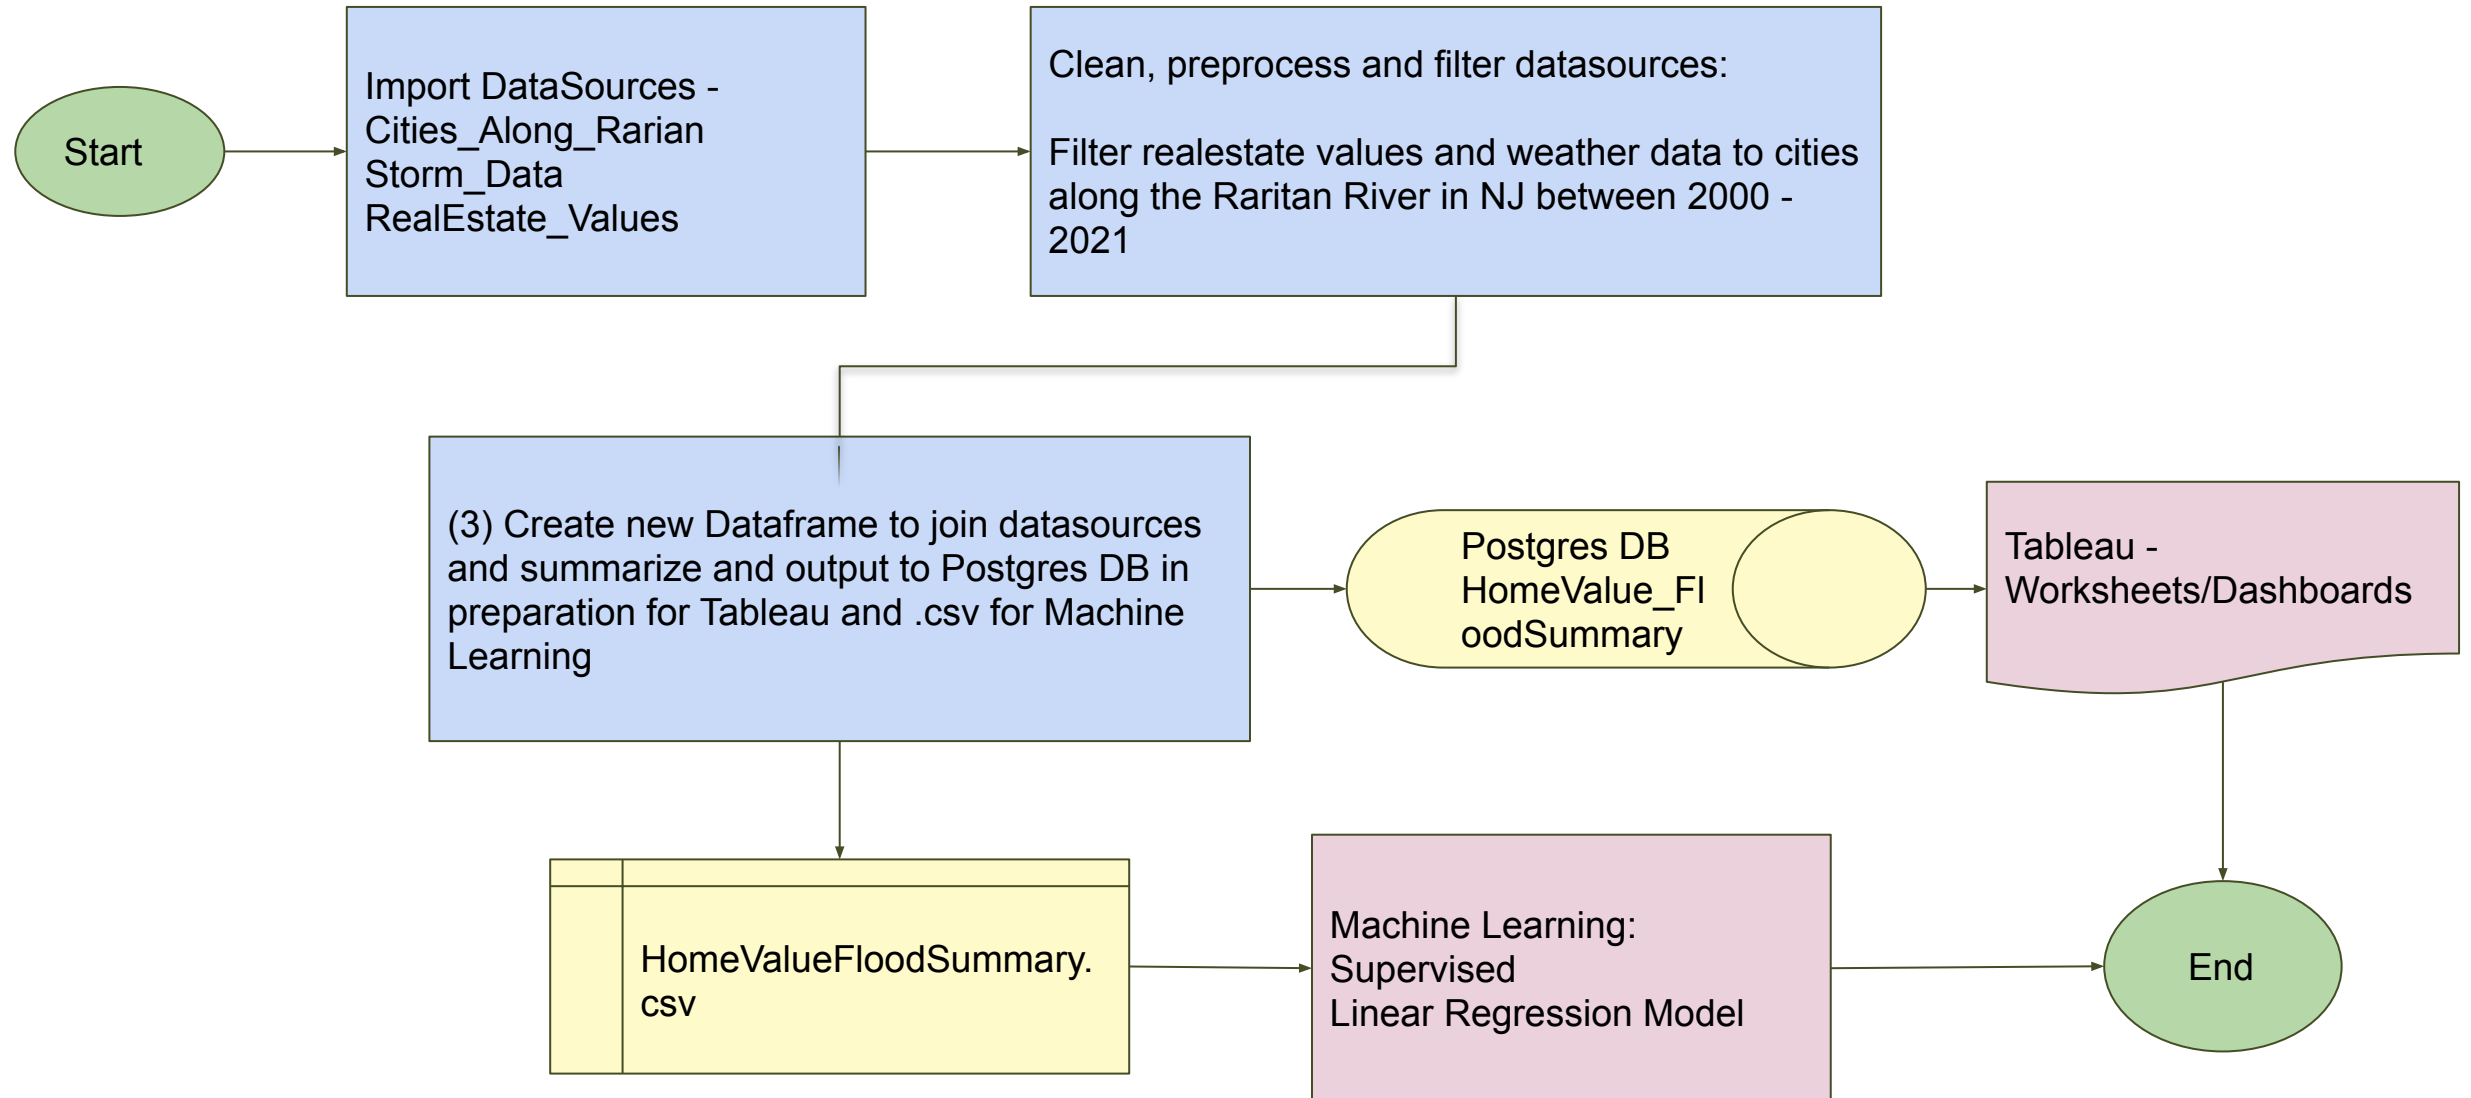 Start
Import DataSources -
Cities_Along_Rarian
Storm_Data
RealEstate_Values
Clean, preprocess and filter datasources:
Filter realestate values and weather data to cities
along the Raritan River in NJ between 2000 -
2021
(3) Create new Dataframe to join datasources
and summarize and output to Postgres DB in
preparation for Tableau and .csv for Machine
Learning
Postgres DB
HomeValue_Fl
oodSummary
Tableau -
Worksheets/Dashboards
HomeValueFloodSummary.
csv
Machine Learning:
Supervised
Linear Regression Model
End